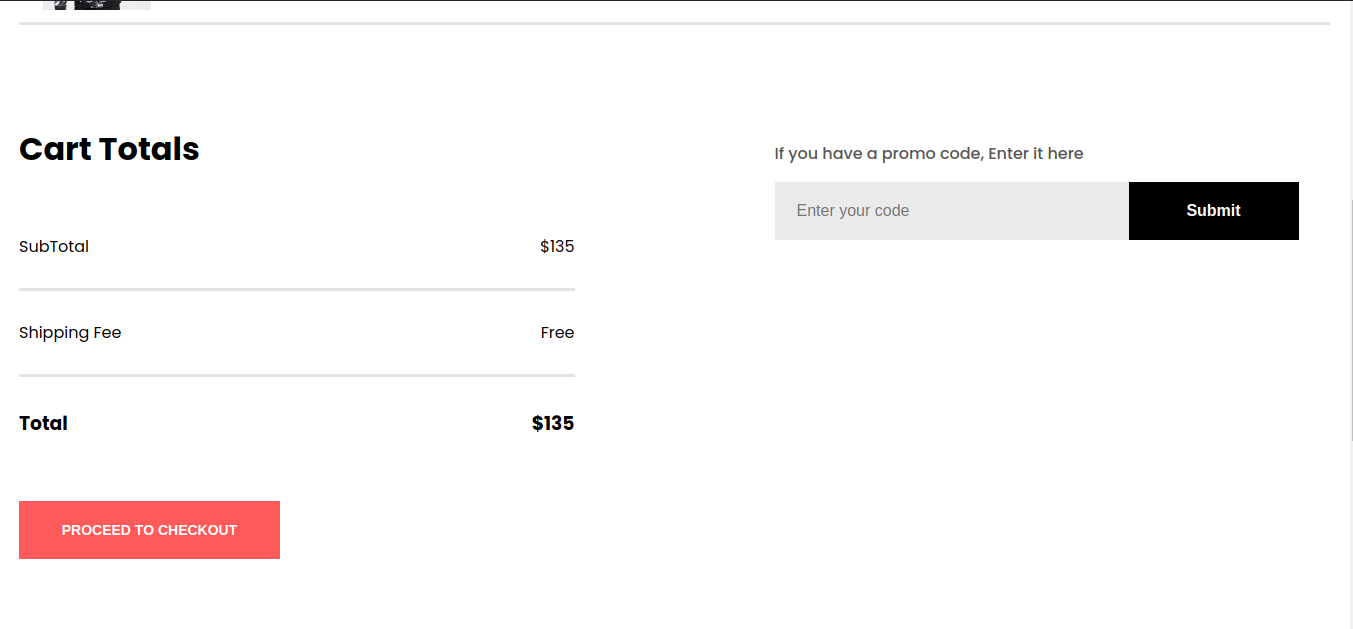 Cart Totals
SubTotal $135
Shipping Fee Free
Total $135
PROCEED TO CHECKOUT
If you have a promo code, Enter it here
Enter your code Submit